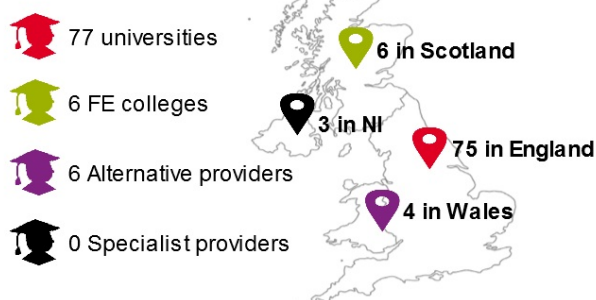 77 universities
6 in Scotland
6 FE colleges
3 in NI
75 in England
6 Alternative providers
4 in Wales
0 Specialist providers